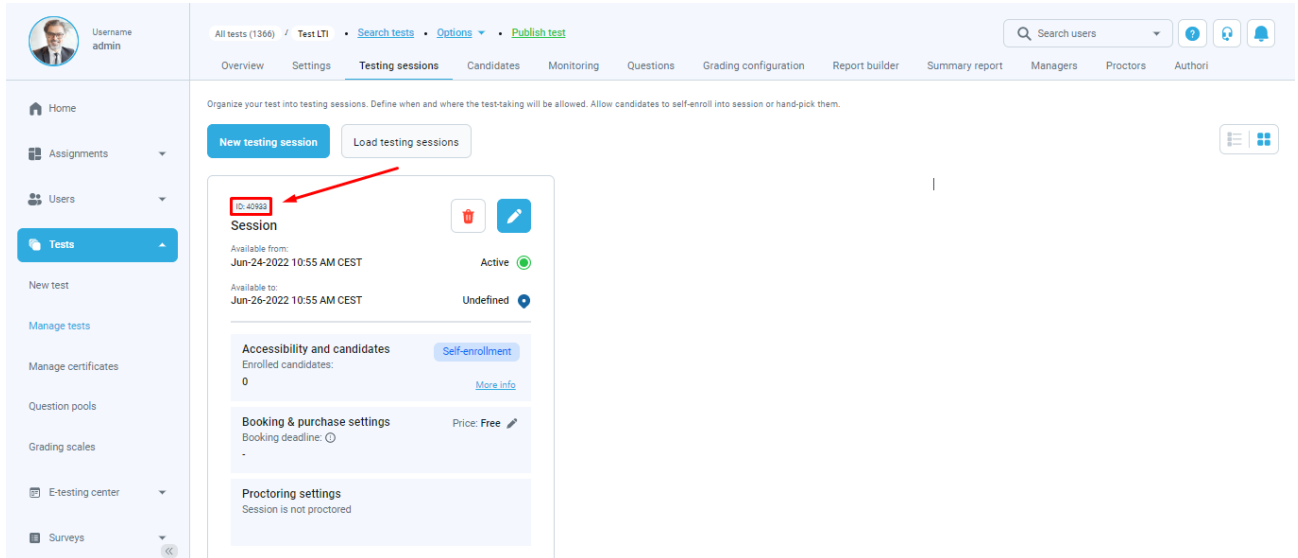 Username
admin
All tests (1366) / Test LTI • Search tests • Options • Publish test
Search users
Overview Settings Testing sessions Candidates Monitoring Questions Grading configuration Report builder Summary report Managers Proctors Authori
Home
Assignments
Users
Tests
New test
Manage tests
Manage certificates
Question pools
Grading scales
E-testing center
Surveys
Organize your test into testing sessions. Define when and where the test-taking will be allowed. Allow candidates to self-enroll into session or hand-pick them.
New testing session Load testing sessions
ID: 40933
Session
Available from:
Jun-24-2022 10:55 AM CEST Active
Available to:
Jun-26-2022 10:55 AM CEST Undefined
Accessibility and candidates Self-enrollment
Enrolled candidates:
0 More info
Booking & purchase settings Price: Free
Booking deadline:
-
Proctoring settings
Session is not proctored